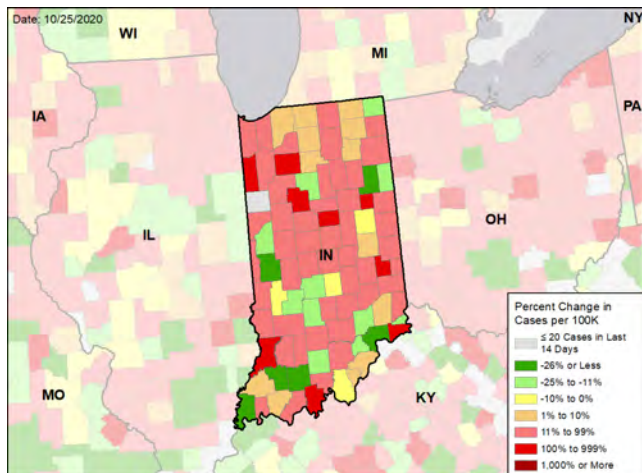 Date: 10/25/2020
WI
NY
MI
IA
PA
IL
OH
IN
MO
KY
Percent Change in
Cases per 100K
≤ 20 Cases in Last
14 Days
-26% or Less
-25% to -11%
-10% to 0%
1% to 10%
11% to 99%
100% to 999%
1,000% or More